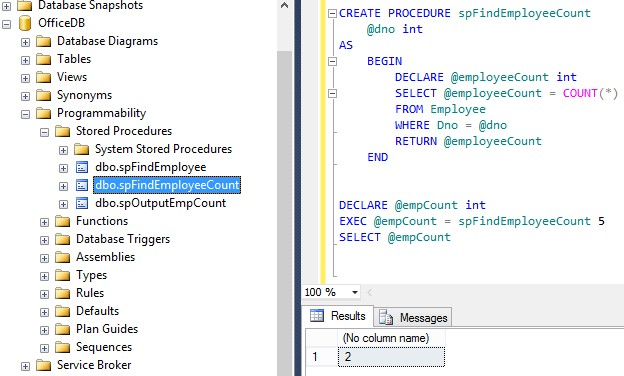 Database Snapshots
OfficeDB
Database Diagrams
Tables
Views
Synonyms
Programmability
Stored Procedures
System Stored Procedures
dbo.spFindEmployee
dbo.spFindEmployeeCount
dbo.spOutputEmpCount
Functions
Database Triggers
Assemblies
Types
Rules
Defaults
Plan Guides
Sequences
Service Broker
CREATE PROCEDURE spFindEmployeeCount
@dno int
AS
BEGIN
DECLARE @employeeCount int
SELECT @employeeCount = COUNT(*)
FROM Employee
WHERE Dno = @dno
RETURN @employeeCount
END
DECLARE @empCount int
EXEC @empCount = spFindEmployeeCount 5
SELECT @empCount
100 %
Results Messages
(No column name)
1 2